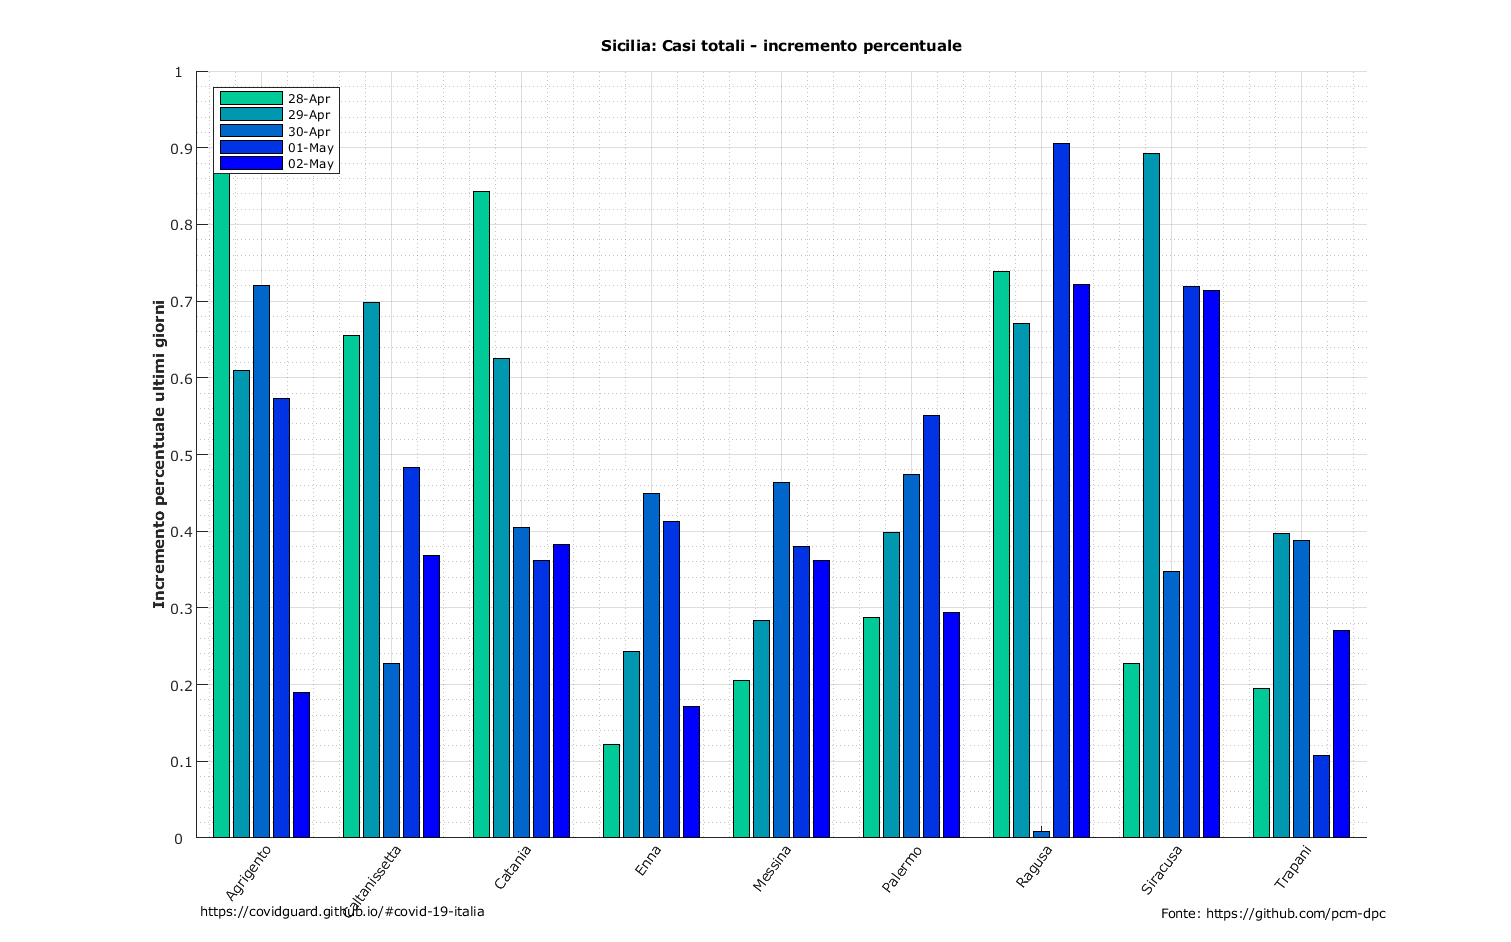 Sicilia: Casi totali - incremento percentuale
Incremento percentuale ultimi giorni
1
0.9
0.8
0.7
0.6
0.5
0.4
0.3
0.2
0.1
0
28-Apr
29-Apr
30-Apr
01-May
02-May
Agrigento
Caltanissetta
Catania
Enna
Messina
Palermo
Ragusa
Siracusa
Trapani
https://covidguard.github.io/#covid-19-italia
Fonte: https://github.com/pcm-dpc